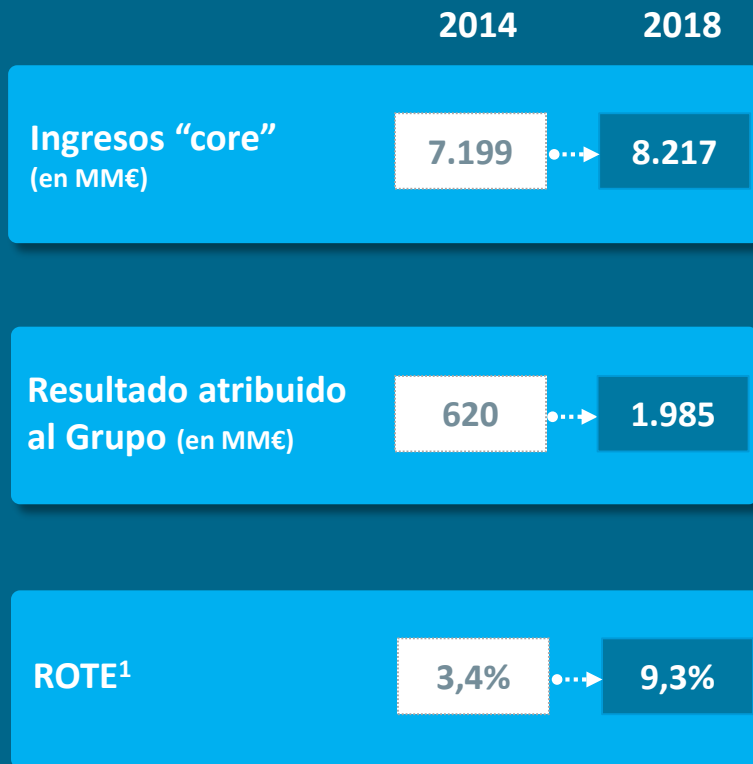 2014 2018
Ingresos “core”
(en MM€)
7.199 8.217
Resultado atribuido
al Grupo (en MM€)
620 1.985
ROTE¹
3,4% 9,3%